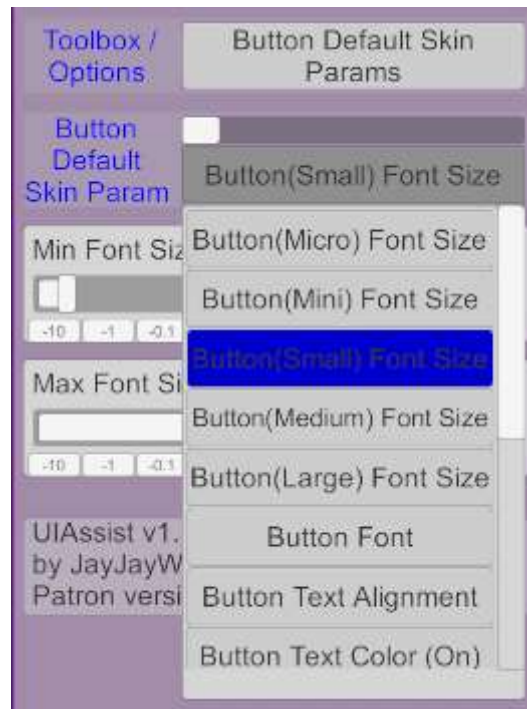 Toolbox /
Options
Button Default Skin
Params
Button
Default
Skin Param
Button(Small) Font Size
Button(Micro) Font Size
Button(Mini) Font Size
Button(Small) Font Size
Button(Medium) Font Size
Button(Large) Font Size
Button Font
Button Text Alignment
Button Text Color (On)
Min Font Siz
-10 -1 -0.1
Max Font Si
-10 -1 -0.1
UIAssist v1.
by JayJayW
Patron versi